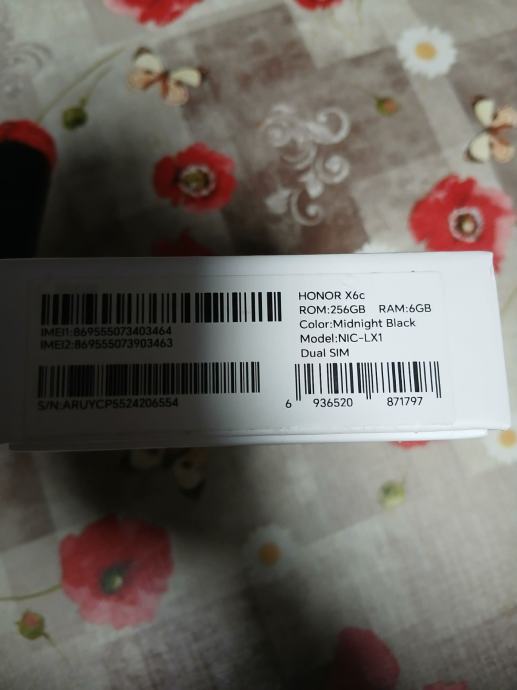 IMEI1:869555073403464
IMEI2:869555073903463
S/N:ARUYCP5524206554
HONOR X6c
ROM:256GB RAM:6GB
Color:Midnight Black
Model:NIC-LX1
Dual SIM
6 936520 871797